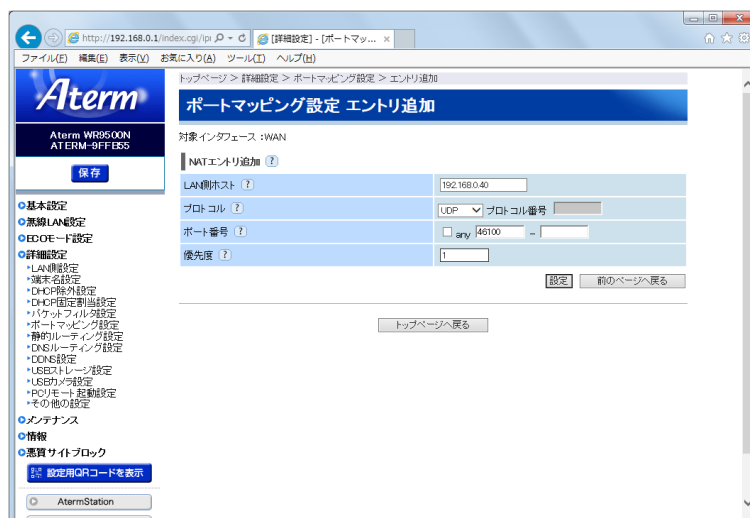 http://192.168.0.1/index.cgi/ipi
[詳細設定] - [ポートマッ...
ファイル(F) 編集(E) 表示(V) お気に入り(A) ツール(T) ヘルプ(H)
Aterm
Aterm WR9500N
ATERM-9FFB55
保存
基本設定
無線LAN設定
ECOモード設定
詳細設定
LAN側設定
端末名設定
DHCP除外設定
DHCP固定割当設定
パケットフィルタ設定
ポートマッピング設定
静的ルーティング設定
DNSルーティング設定
DDNS設定
USBストレージ設定
USBカメラ設定
PCリモート起動設定
その他の設定
メンテナンス
情報
悪質サイトブロック
設定用QRコードを表示
AtermStation
トップページ > 詳細設定 > ポートマッピング設定 > エントリ追加
ポートマッピング設定 エントリ追加
対象インタフェース :WAN
NATエントリ追加 ?
LAN側ホスト ? 192.168.0.40
プロトコル ? UDP プロトコル番号
ポート番号 ? any 46100 -
優先度 ? 1
設定 前のページへ戻る
トップページへ戻る